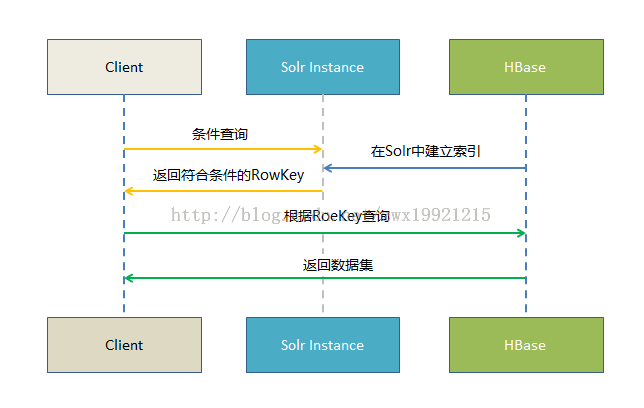 Client Solr Instance HBase
条件查询
在Solr中建立索引
返回符合条件的RowKey
http://blog. wx19921215
根据RoeKey查询
返回数据集
Client Solr Instance HBase